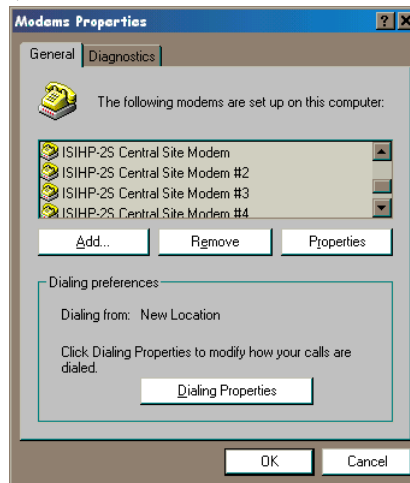 Modems Properties
? X
General
Diagnostics
The following modems are set up on this computer:
ISIHP-2S Central Site Modem
ISIHP-2S Central Site Modem #2
ISIHP-2S Central Site Modem #3
ISIHP-2S Central Site Modem #4
Add...
Remove
Properties
Dialing preferences
Dialing from: New Location
Click Dialing Properties to modify how your calls are
dialed.
Dialing Properties
OK
Cancel